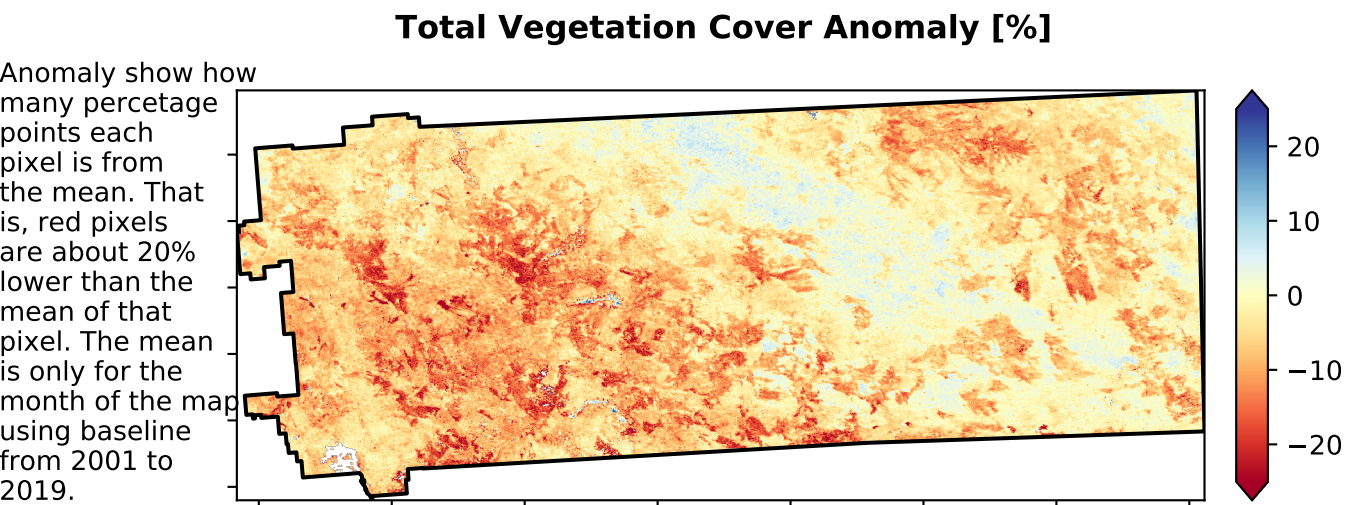 Total Vegetation Cover Anomaly [%]
Anomaly show how
many percetage
points each
pixel is from
the mean. That
is, red pixels
are about 20%
lower than the
mean of that
pixel. The mean
is only for the
month of the map
using baseline
from 2001 to
2019.
20
10
0
−10
−20